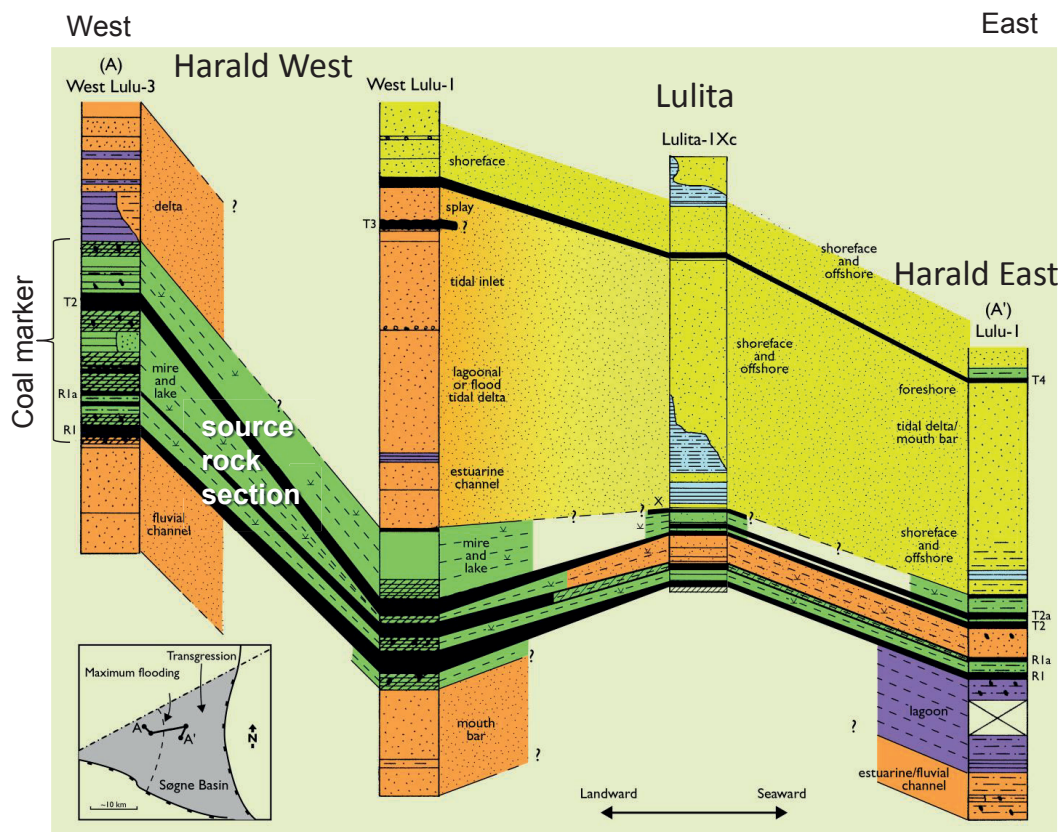 West
East
(A)
West Lulu-3
Harald West
West Lulu-1
Lulita
Lulita-1Xc
Harald East
(A')
Lulu-1
Coal marker
T2
R1a
R1
delta
?
mire
and
lake
?
source
rock
section
fluvial
channel
T3
shoreface
splay
?
tidal inlet
lagoonal
or flood
tidal delta
estuarine
channel
?
?
mire and
lake
X
?
mouth
bar
?
shoreface
and
offshore
shoreface
and
offshore
foreshore
tidal delta/
mouth bar
shoreface
and
offshore
?
T4
T2a
T2
R1a
R1
lagoon
?
estuarine/fluvial
channel
?
Landward
Seaward
Transgression
Maximum flooding
A
A'
N
Søgne Basin
~10 km